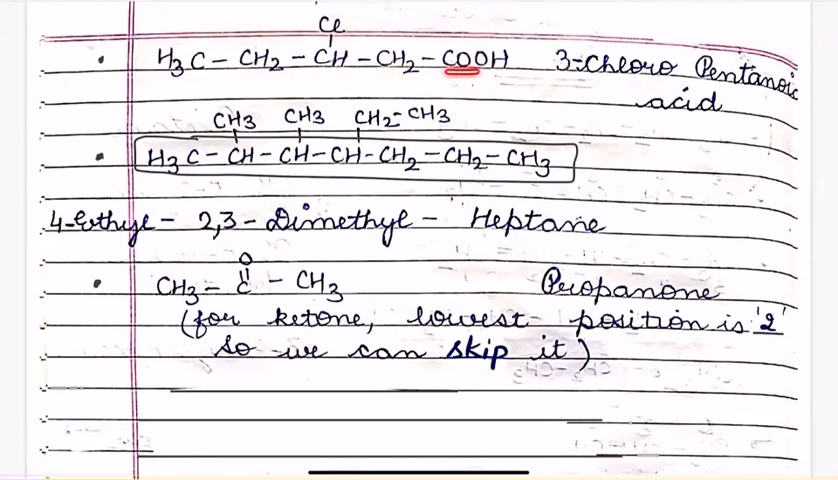 Cl
H3C - CH2 - CH - CH2 - COOH 3-Chloro Pentanoic
acid
CH3 CH3 CH2-CH3
H3C - CH - CH - CH - CH2 - CH2 - CH3
4-Ethyl - 2,3 - Dimethyl - Heptane
O
CH3 - C - CH3 Propanone
(for ketone, lowest position is '2'
so we can skip it)